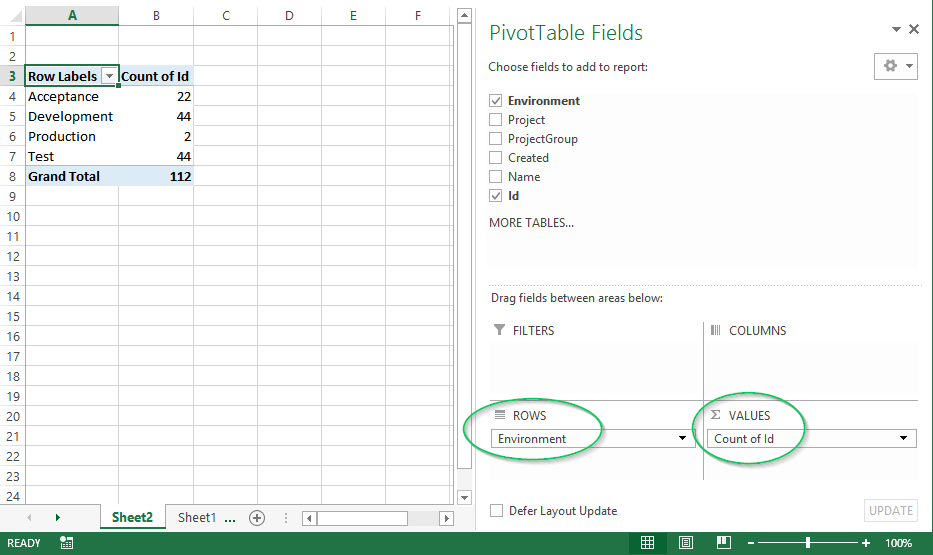 A B C D E F
1
2
3 Row Labels Count of Id
4 Acceptance 22
5 Development 44
6 Production 2
7 Test 44
8 Grand Total 112
9
10
11
12
13
14
15
16
17
18
19
20
21
22
23
24
Sheet2 Sheet1 ...
READY
PivotTable Fields
Choose fields to add to report:
Environment
Project
ProjectGroup
Created
Name
Id
MORE TABLES...
Drag fields between areas below:
FILTERS
COLUMNS
ROWS
Environment
Σ VALUES
Count of Id
Defer Layout Update
UPDATE
100%